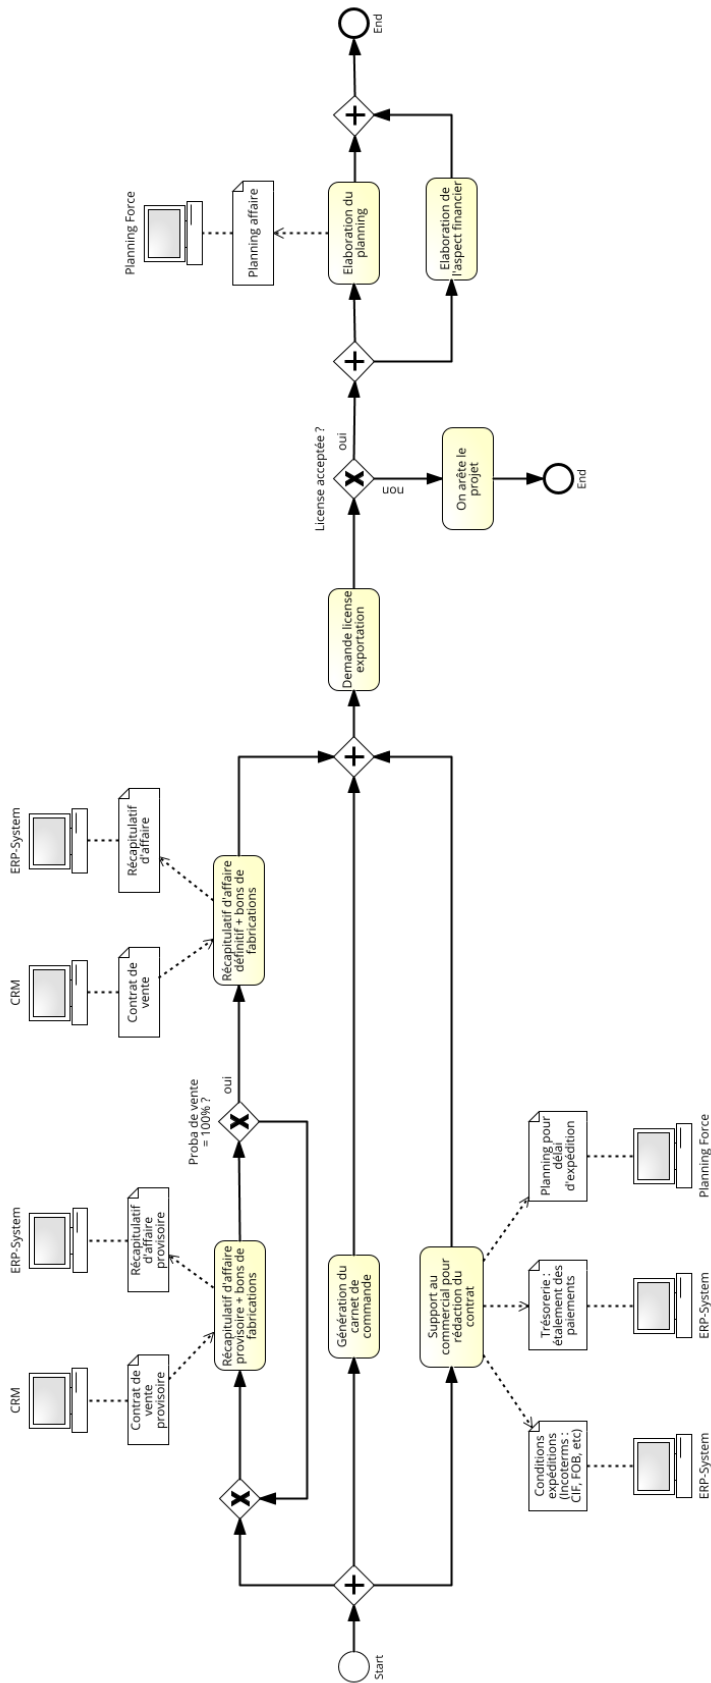 Start
CRM
Contrat de
vente
provisoire
ERP-System
Récapitulatif
d'affaire
provisoire
Récapitulatif d'affaire
provisoire + bons de
fabrications
Proba de vente
= 100% ?
oui
CRM
Contrat de
vente
ERP-System
Récapitulatif
d'affaire
Récapitulatif d'affaire
définitif + bons de
fabrications
Génération du
carnet de
commande
Support au
commercial pour
rédaction du
contrat
Conditions
expéditions
(Incoterms :
CIF, FOB, etc)
ERP-System
Trésorerie :
étalement des
paiements
ERP-System
Planning pour
délai
d'expédition
Planning Force
Demande license
exportation
License acceptée ?
oui
non
On arête le
projet
End
Planning Force
Planning affaire
Elaboration du
planning
Elaboration de
l'aspect financier
End